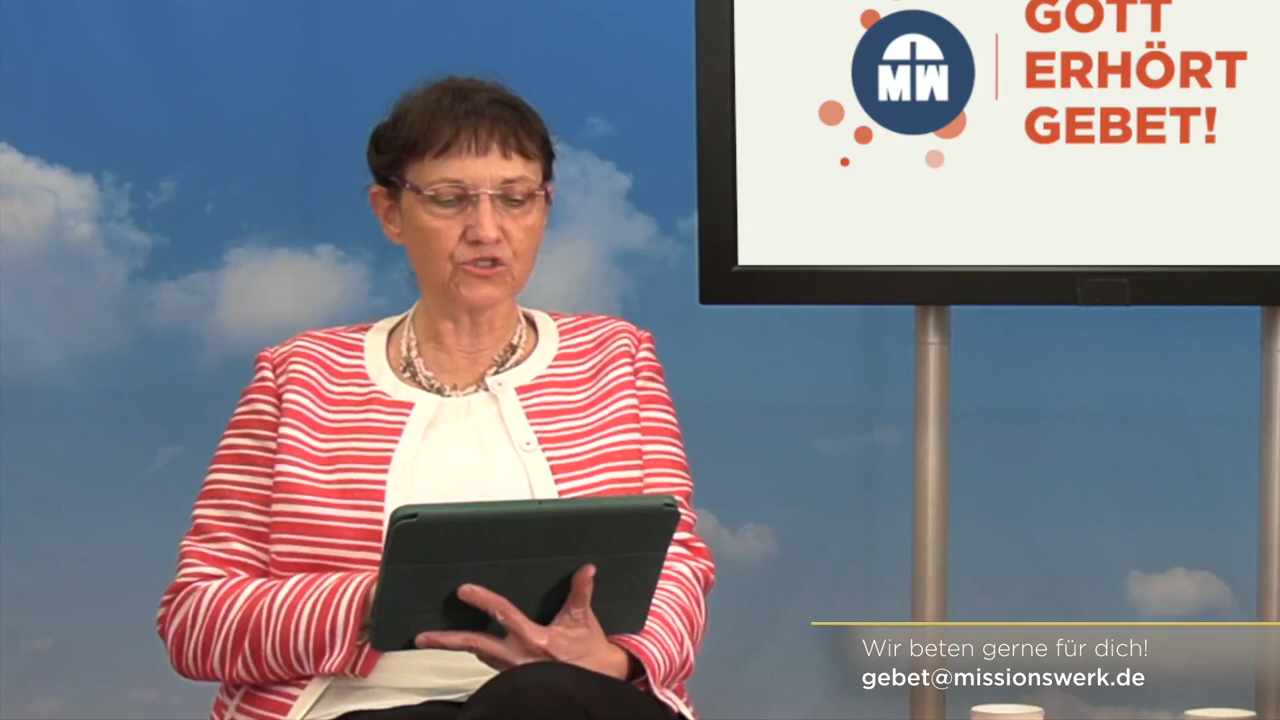 MW
GOTT
ERHÖRT
GEBET!
Wir beten gerne für dich!
gebet@missionswerk.de